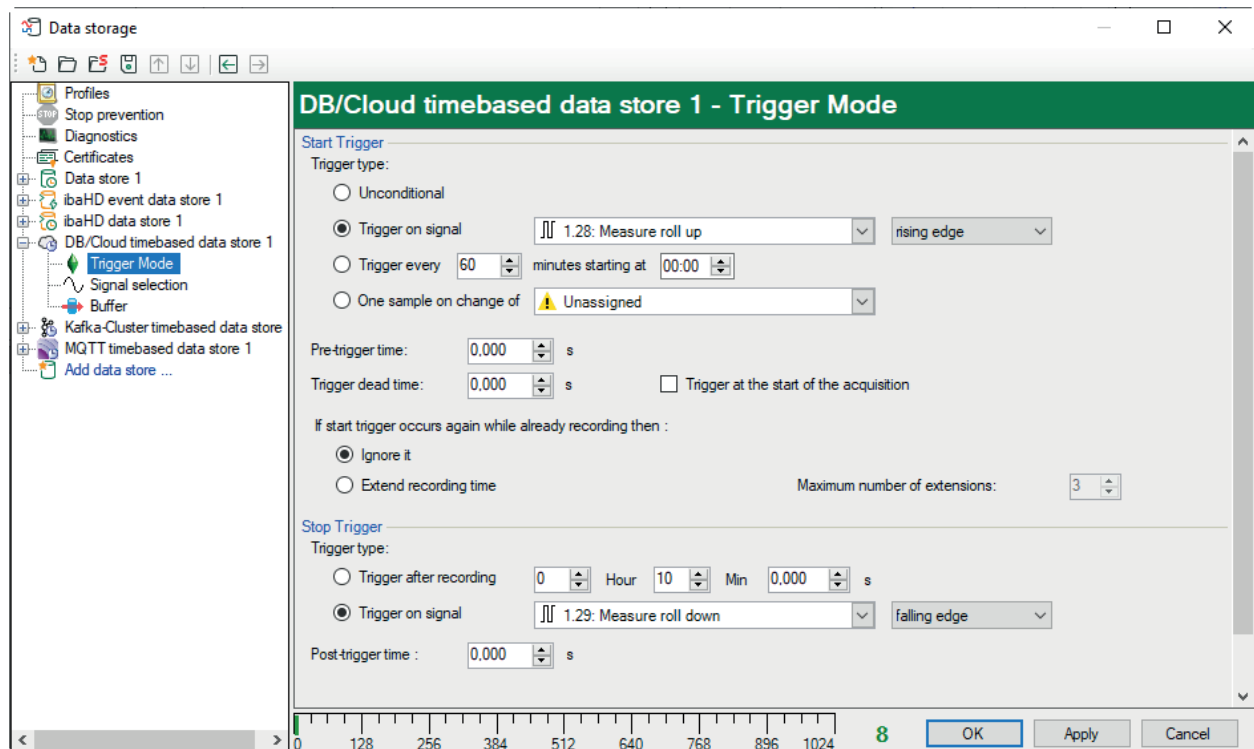 Data storage
Profiles
STOP Stop prevention
Diagnostics
Certificates
Data store 1
ibaHD event data store 1
ibaHD data store 1
DB/Cloud timebased data store 1
Trigger Mode
Signal selection
Buffer
Kafka-Cluster timebased data store
MQTT timebased data store 1
Add data store ...
DB/Cloud timebased data store 1 - Trigger Mode
Start Trigger
Trigger type:
Unconditional
Trigger on signal 1.28: Measure roll up rising edge
Trigger every 60 minutes starting at 00:00
One sample on change of Unassigned
Pre-trigger time: 0,000 s
Trigger dead time: 0,000 s Trigger at the start of the acquisition
If start trigger occurs again while already recording then :
Ignore it
Extend recording time Maximum number of extensions: 3
Stop Trigger
Trigger type:
Trigger after recording 0 Hour 10 Min 0,000 s
Trigger on signal 1.29: Measure roll down falling edge
Post-trigger time : 0,000 s
0 128 256 384 512 640 768 896 1024 8 OK Apply Cancel